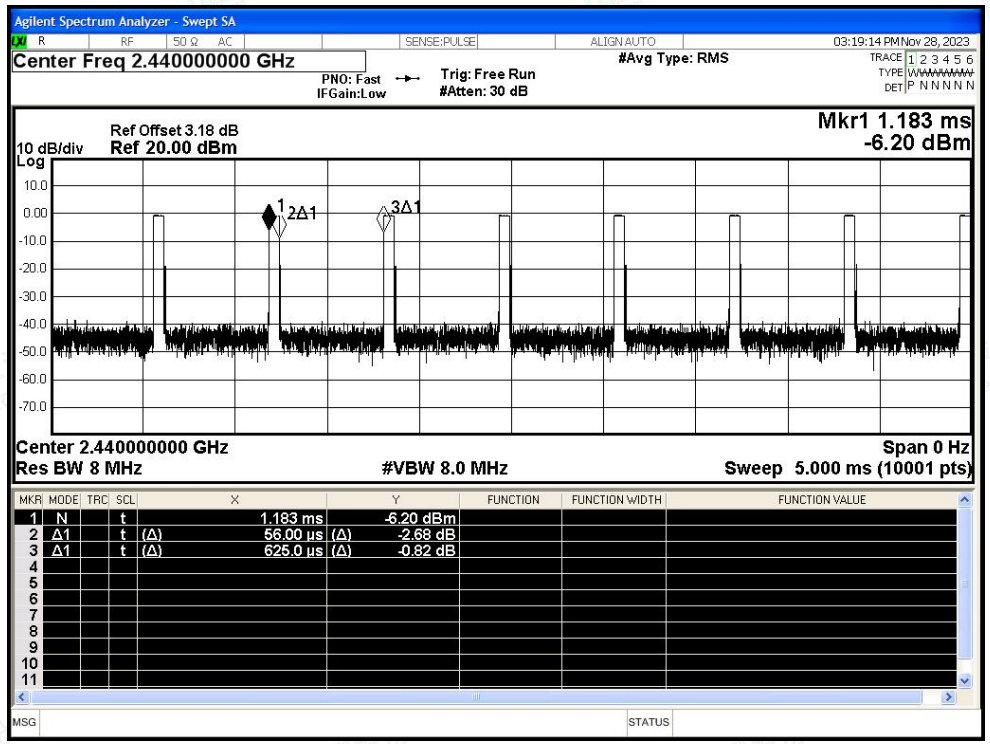 Agilent Spectrum Analyzer - Swept SA
LXI R RF 50 Ω AC SENSE:PULSE ALIGN AUTO 03:19:14 PM Nov 28, 2023
Center Freq 2.440000000 GHz
PNO: Fast
IFGain:Low
Trig: Free Run
#Atten: 30 dB
#Avg Type: RMS
TRACE 1 2 3 4 5 6
TYPE WWWWWW
DET P N N N N N
Mkr1 1.183 ms
-6.20 dBm
Ref Offset 3.18 dB
10 dB/div Ref 20.00 dBm
Log
10.0
0.00
-10.0
-20.0
-30.0
-40.0
-50.0
-60.0
-70.0
1
2Δ1
3Δ1
Center 2.440000000 GHz Span 0 Hz
Res BW 8 MHz #VBW 8.0 MHz Sweep 5.000 ms (10001 pts)
MKR MODE TRC SCL X Y FUNCTION FUNCTION WIDTH FUNCTION VALUE
1 N t 1.183 ms -6.20 dBm
2 Δ1 t (Δ) 56.00 µs (Δ) -2.68 dB
3 Δ1 t (Δ) 625.0 µs (Δ) -0.82 dB
4
5
6
7
8
9
10
11
MSG STATUS